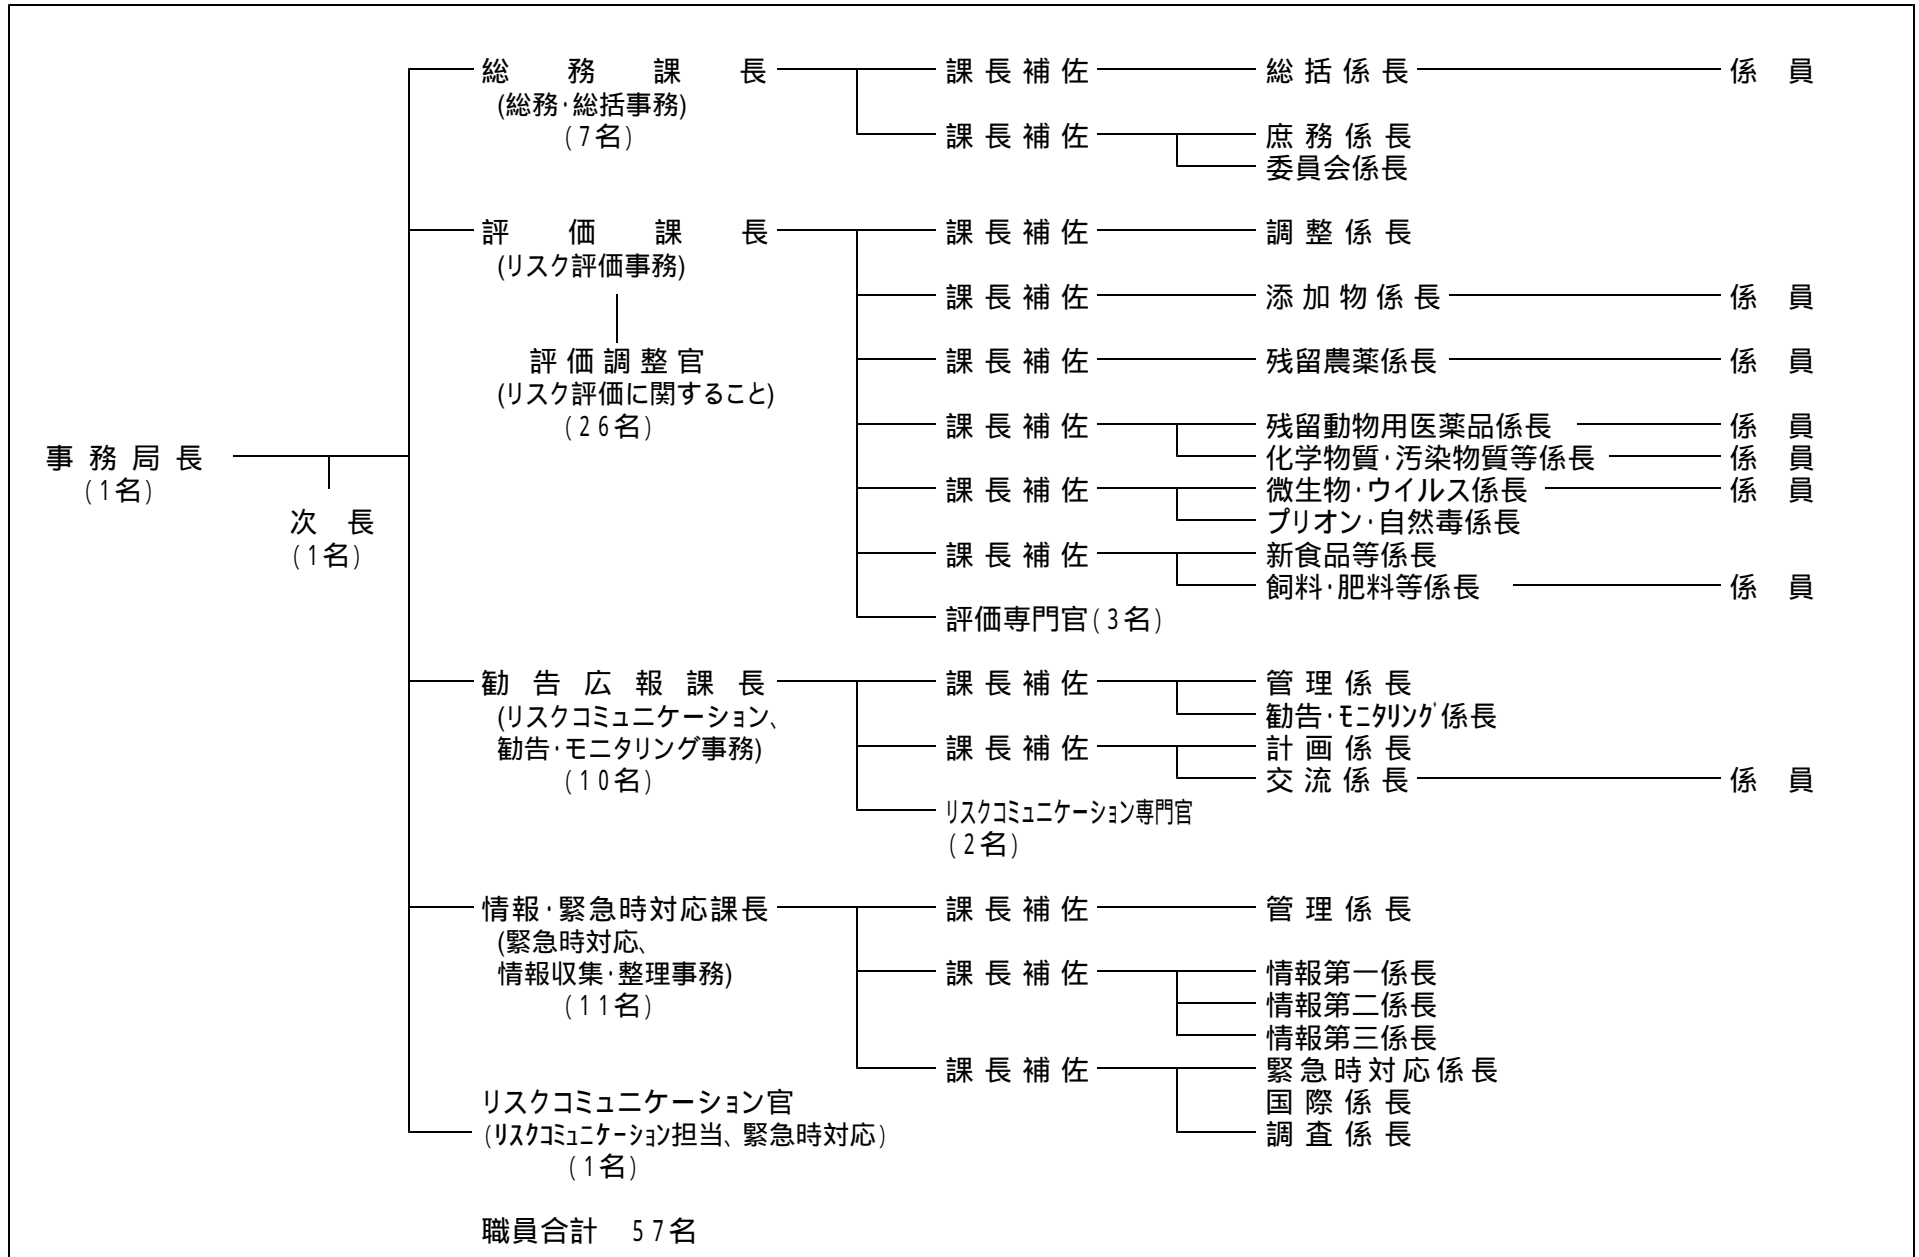 総務課長 課長補佐 総括係長 係員
(総務・総括事務)
(7名) 課長補佐 庶務係長
委員会係長
評価課長 課長補佐 調整係長
(リスク評価事務)
課長補佐 添加物係長 係員
評価調整官 課長補佐 残留農薬係長 係員
(リスク評価に関すること)
(26名) 課長補佐 残留動物用医薬品係長 係員
事務局長 化学物質・汚染物質等係長 係員
(1名) 課長補佐 微生物・ウイルス係長 係員
次長 プリオン・自然毒係長
(1名) 課長補佐 新食品等係長
飼料・肥料等係長 係員
評価専門官(3名)
勧告広報課長 課長補佐 管理係長
(リスクコミュニケーション、 勧告・モニタリング係長
勧告・モニタリング事務) 課長補佐 計画係長
(10名) 交流係長 係員
リスクコミュニケーション専門官
(2名)
情報・緊急時対応課長 課長補佐 管理係長
(緊急時対応、
情報収集・整理事務) 課長補佐 情報第一係長
(11名) 情報第二係長
情報第三係長
課長補佐 緊急時対応係長
リスクコミュニケーション官 国際係長
(リスクコミュニケーション担当、緊急時対応) 調査係長
(1名)
職員合計 57名